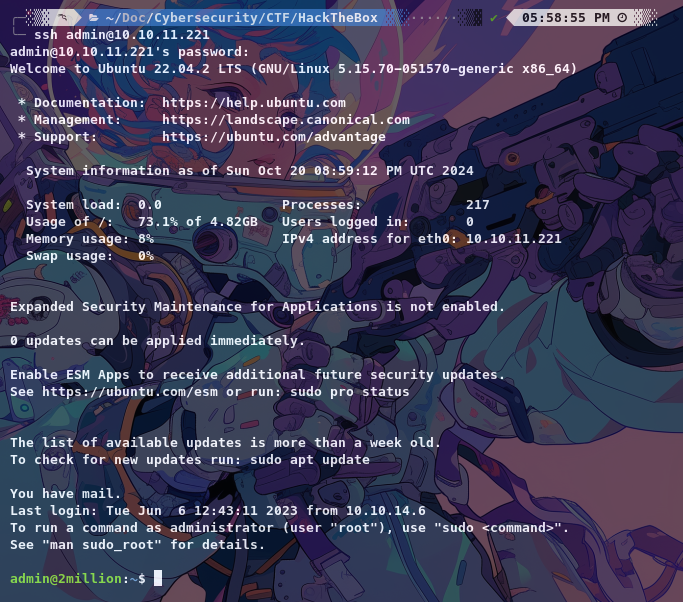 ~/Doc/Cybersecurity/CTF/HackTheBox ✔ 05:58:55 PM
ssh admin@10.10.11.221
admin@10.10.11.221's password:
Welcome to Ubuntu 22.04.2 LTS (GNU/Linux 5.15.70-051570-generic x86_64)
* Documentation: https://help.ubuntu.com
* Management: https://landscape.canonical.com
* Support: https://ubuntu.com/advantage
System information as of Sun Oct 20 08:59:12 PM UTC 2024
System load: 0.0 Processes: 217
Usage of /: 73.1% of 4.82GB Users logged in: 0
Memory usage: 8% IPv4 address for eth0: 10.10.11.221
Swap usage: 0%
Expanded Security Maintenance for Applications is not enabled.
0 updates can be applied immediately.
Enable ESM Apps to receive additional future security updates.
See https://ubuntu.com/esm or run: sudo pro status
The list of available updates is more than a week old.
To check for new updates run: sudo apt update
You have mail.
Last login: Tue Jun  6 12:43:11 2023 from 10.10.14.6
To run a command as administrator (user "root"), use "sudo <command>".
See "man sudo_root" for details.
admin@2million:~$